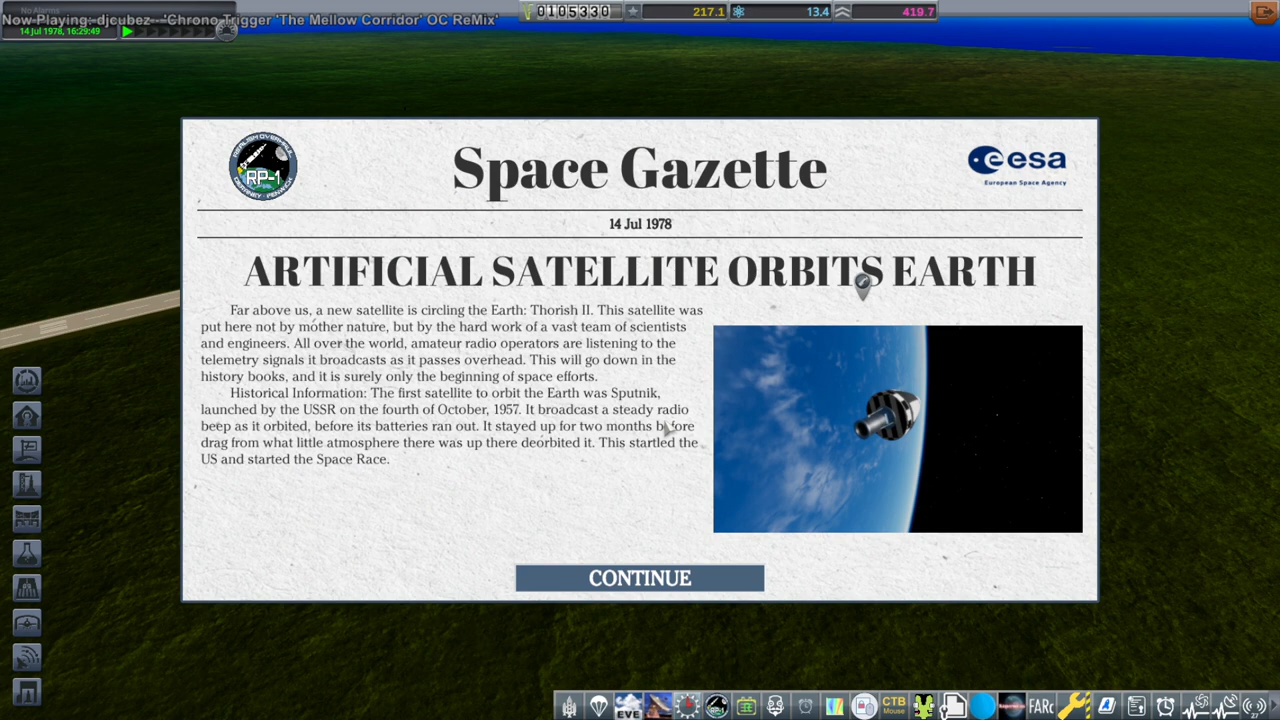 No Alarms
Now Playing: djcubez - 'Chrono Trigger 'The Mellow Corridor' OC ReMix'
14 Jul 1978, 16:29:49
0105330
217.1
13.4
419.7
RP-1
Space Gazette
esa
European Space Agency
14 Jul 1978
ARTIFICIAL SATELLITE ORBITS EARTH
Far above us, a new satellite is circling the Earth: Thorish II. This satellite was
put here not by mother nature, but by the hard work of a vast team of scientists
and engineers. All over the world, amateur radio operators are listening to the
telemetry signals it broadcasts as it passes overhead. This will go down in the
history books, and it is surely only the beginning of space efforts.
Historical Information: The first satellite to orbit the Earth was Sputnik,
launched by the USSR on the fourth of October, 1957. It broadcast a steady radio
beep as it orbited, before its batteries ran out. It stayed up for two months before
drag from what little atmosphere there was up there deorbited it. This startled the
US and started the Space Race.
CONTINUE
EVE
RP-1
CTB
Mouse
FARc
27